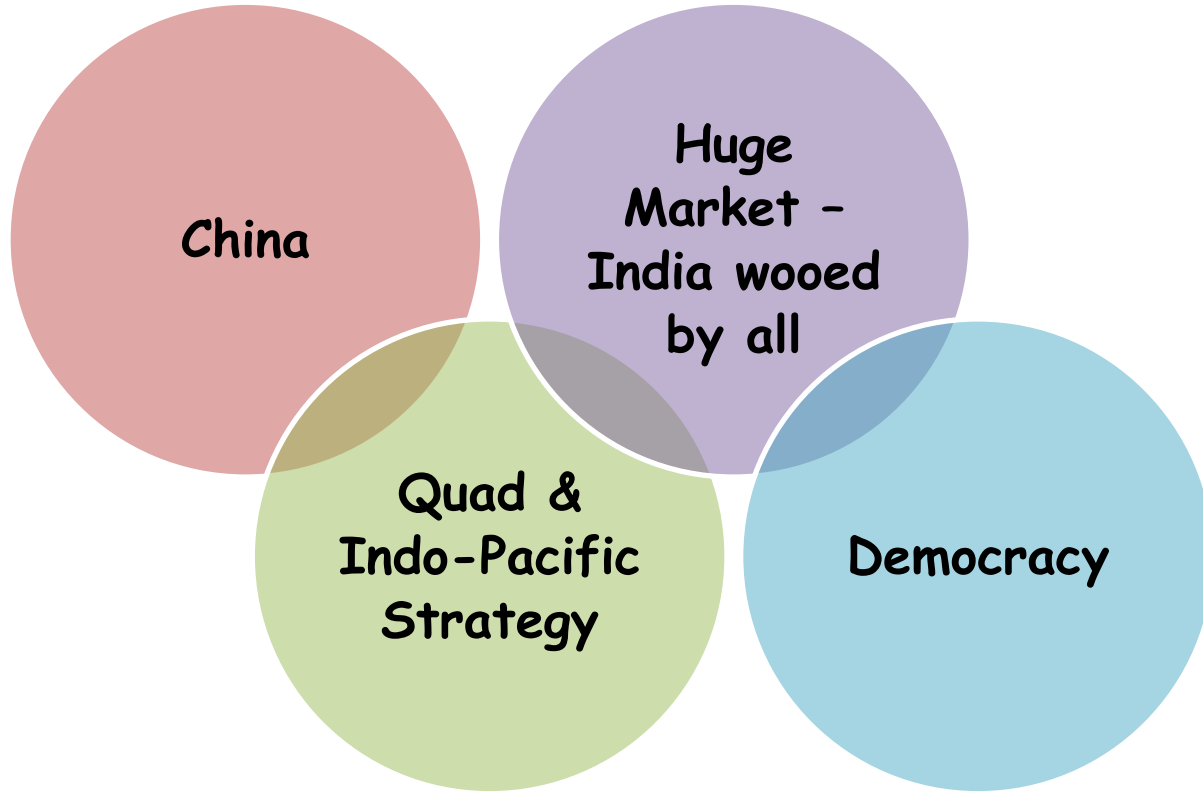 China
Huge
Market –
India wooed
by all
Quad &
Indo-Pacific
Strategy
Democracy